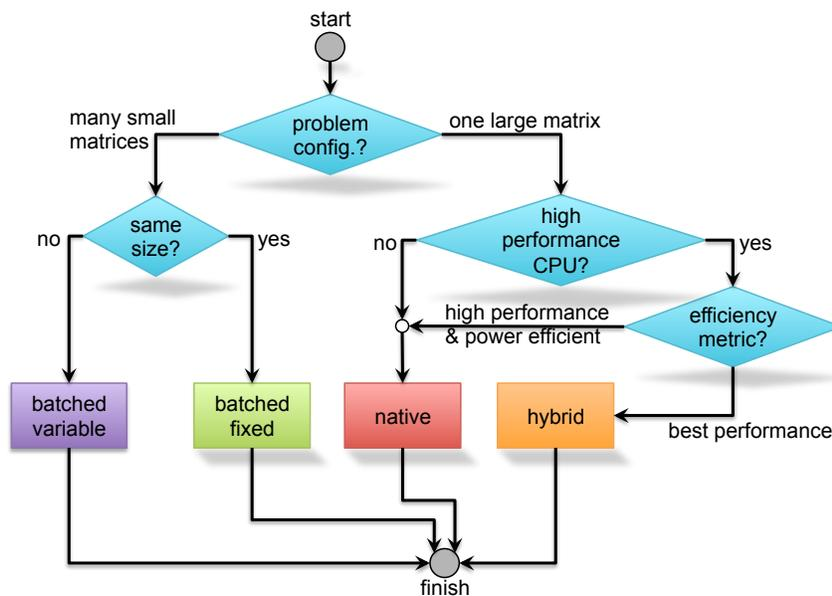 start
many small
matrices
problem
config.?
one large matrix
no
same
size?
yes
no
high
performance
CPU?
yes
high performance
& power efficient
efficiency
metric?
batched
variable
batched
fixed
native
hybrid
best performance
finish